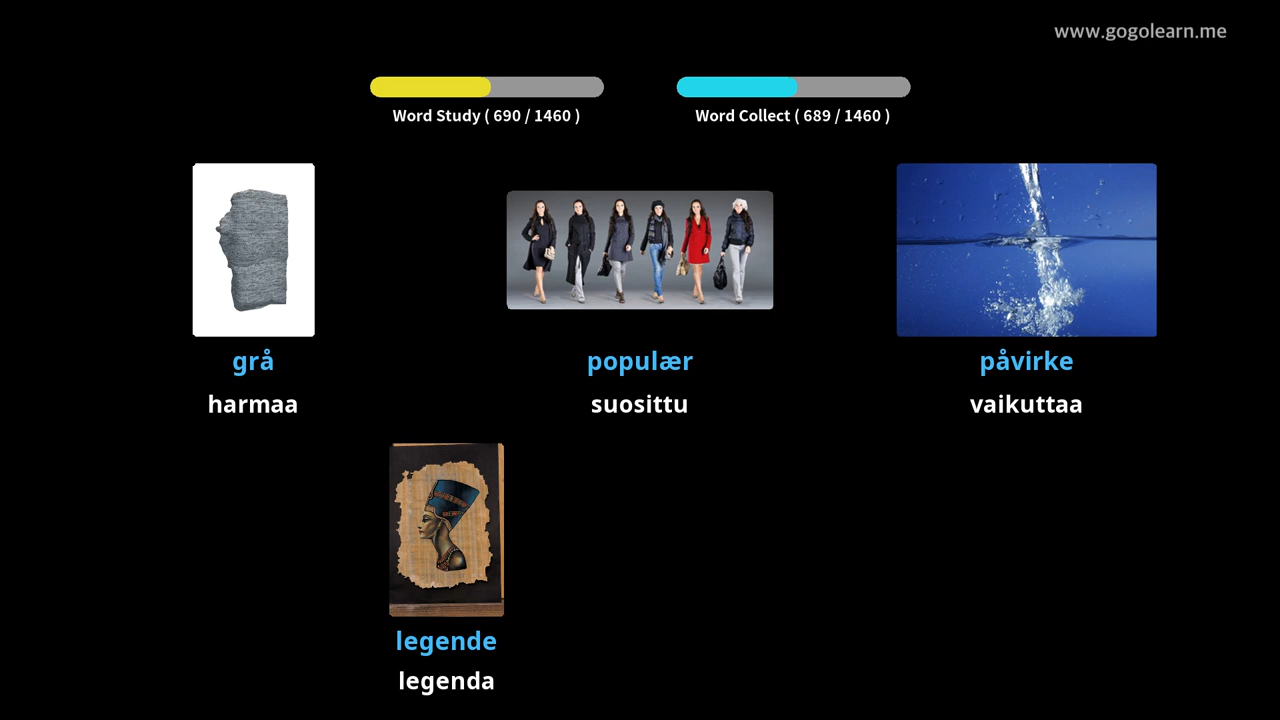 www.gogolearn.me
Word Study ( 690 / 1460 )
Word Collect ( 689 / 1460 )
grå
harmaa
populær
suosittu
påvirke
vaikuttaa
legende
legenda